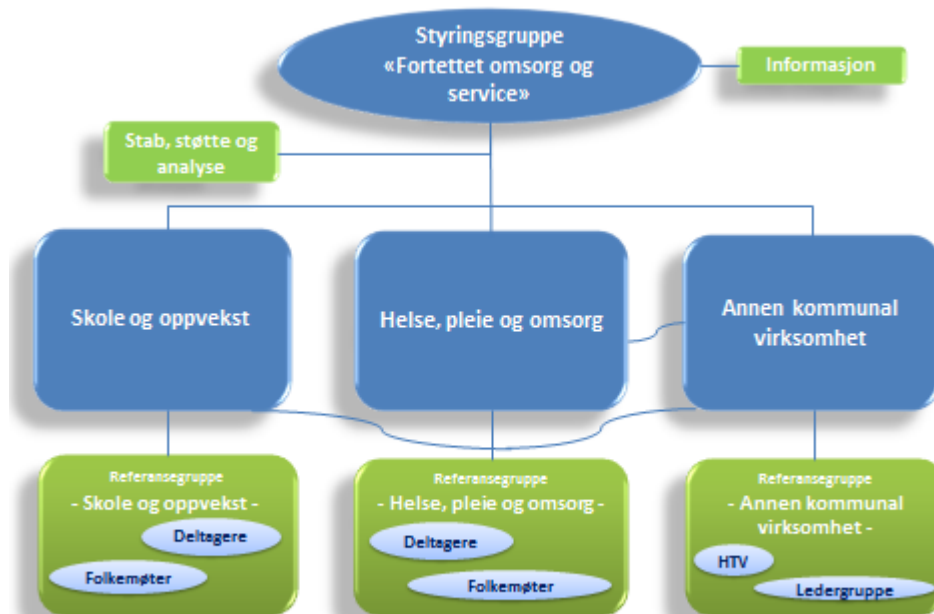 Styringsgruppe
«Fortettet omsorg og
service»
Informasjon
Stab, støtte og
analyse
Skole og oppvekst
Helse, pleie og omsorg
Annen kommunal
virksomhet
Referansegruppe
- Skole og oppvekst -
Deltagere
Folkemøter
Referansegruppe
- Helse, pleie og omsorg -
Deltagere
Folkemøter
Referansegruppe
- Annen kommunal
virksomhet -
HTV
Ledergruppe